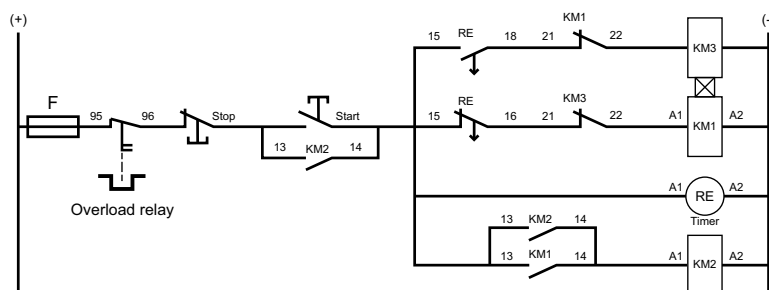 (+) (-)
KM1
15 RE 18 21 22 KM3
F
95 96 Stop Start
15 RE 16 21 KM3 22 A1 KM1 A2
13 KM2 14
Overload relay
A1 RE A2
Timer
13 KM2 14
13 KM1 14 A1 KM2 A2